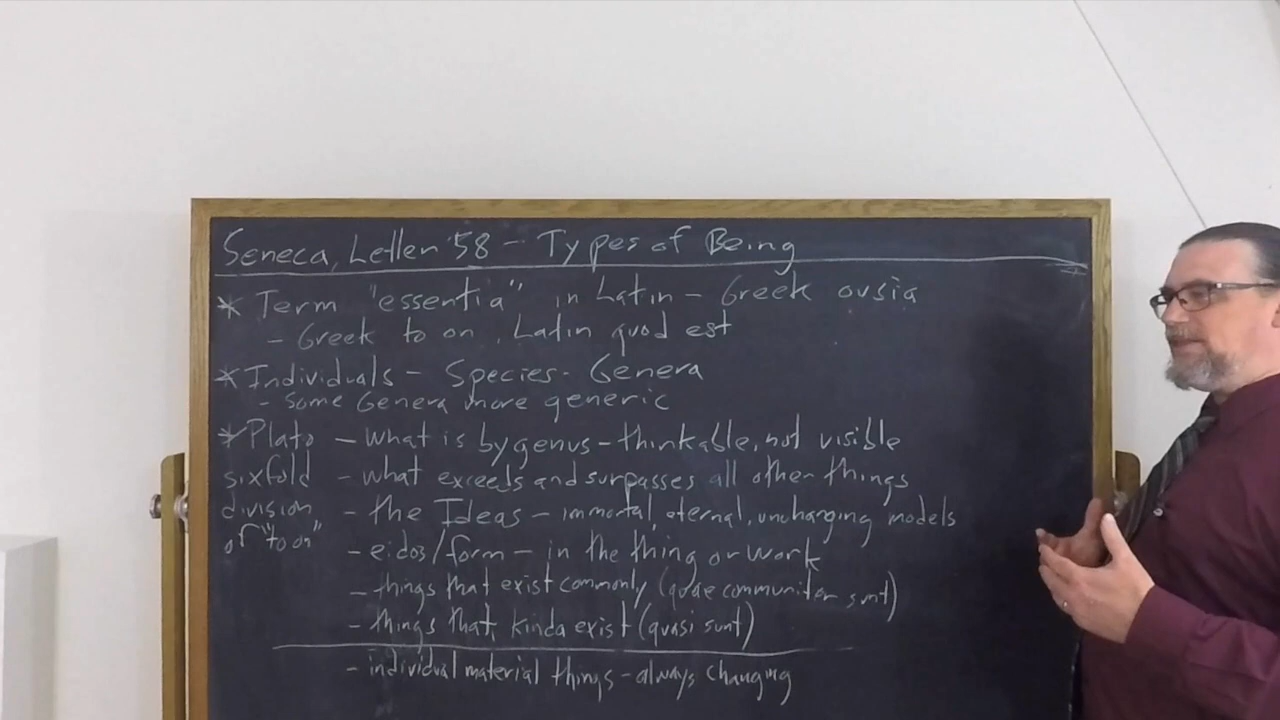 Seneca, Letter 58 - Types of Being
* Term "essentia" in Latin - Greek ousia
- Greek to on, Latin quod est
* Individuals - Species - Genera
- Some Genera more generic
* Plato - what is by genus - thinkable, not visible
sixfold - what exceeds and surpasses all other things
division - the Ideas - immortal, eternal, unchanging models
of "to on" - eidos/form - in the thing or work
- things that exist commonly (quae communiter sunt)
- things that kinda exist (quasi sunt)
- individual material things - always changing